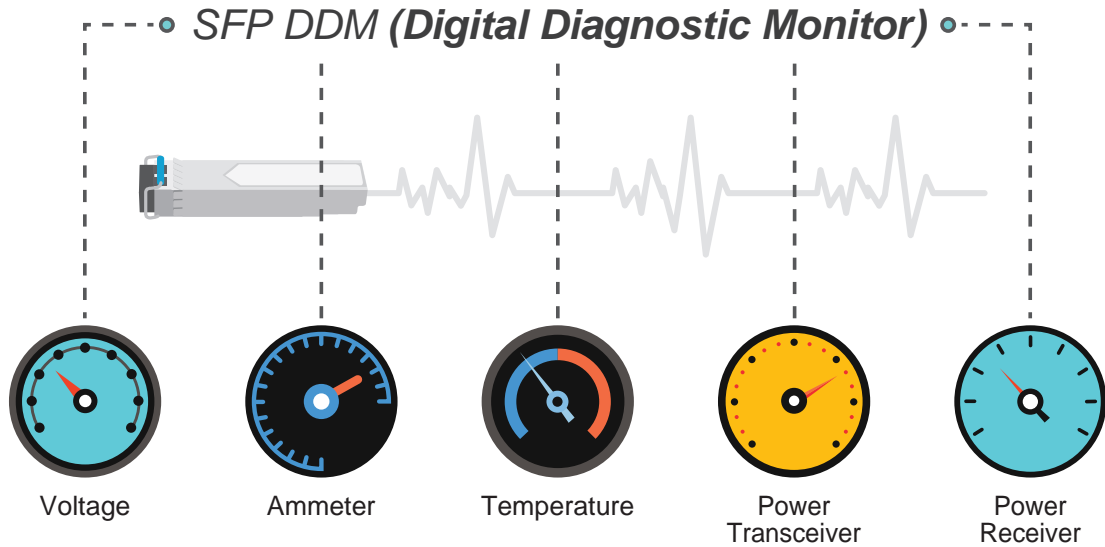 SFP DDM (Digital Diagnostic Monitor)
Voltage
Ammeter
Temperature
Power
Transceiver
Power
Receiver